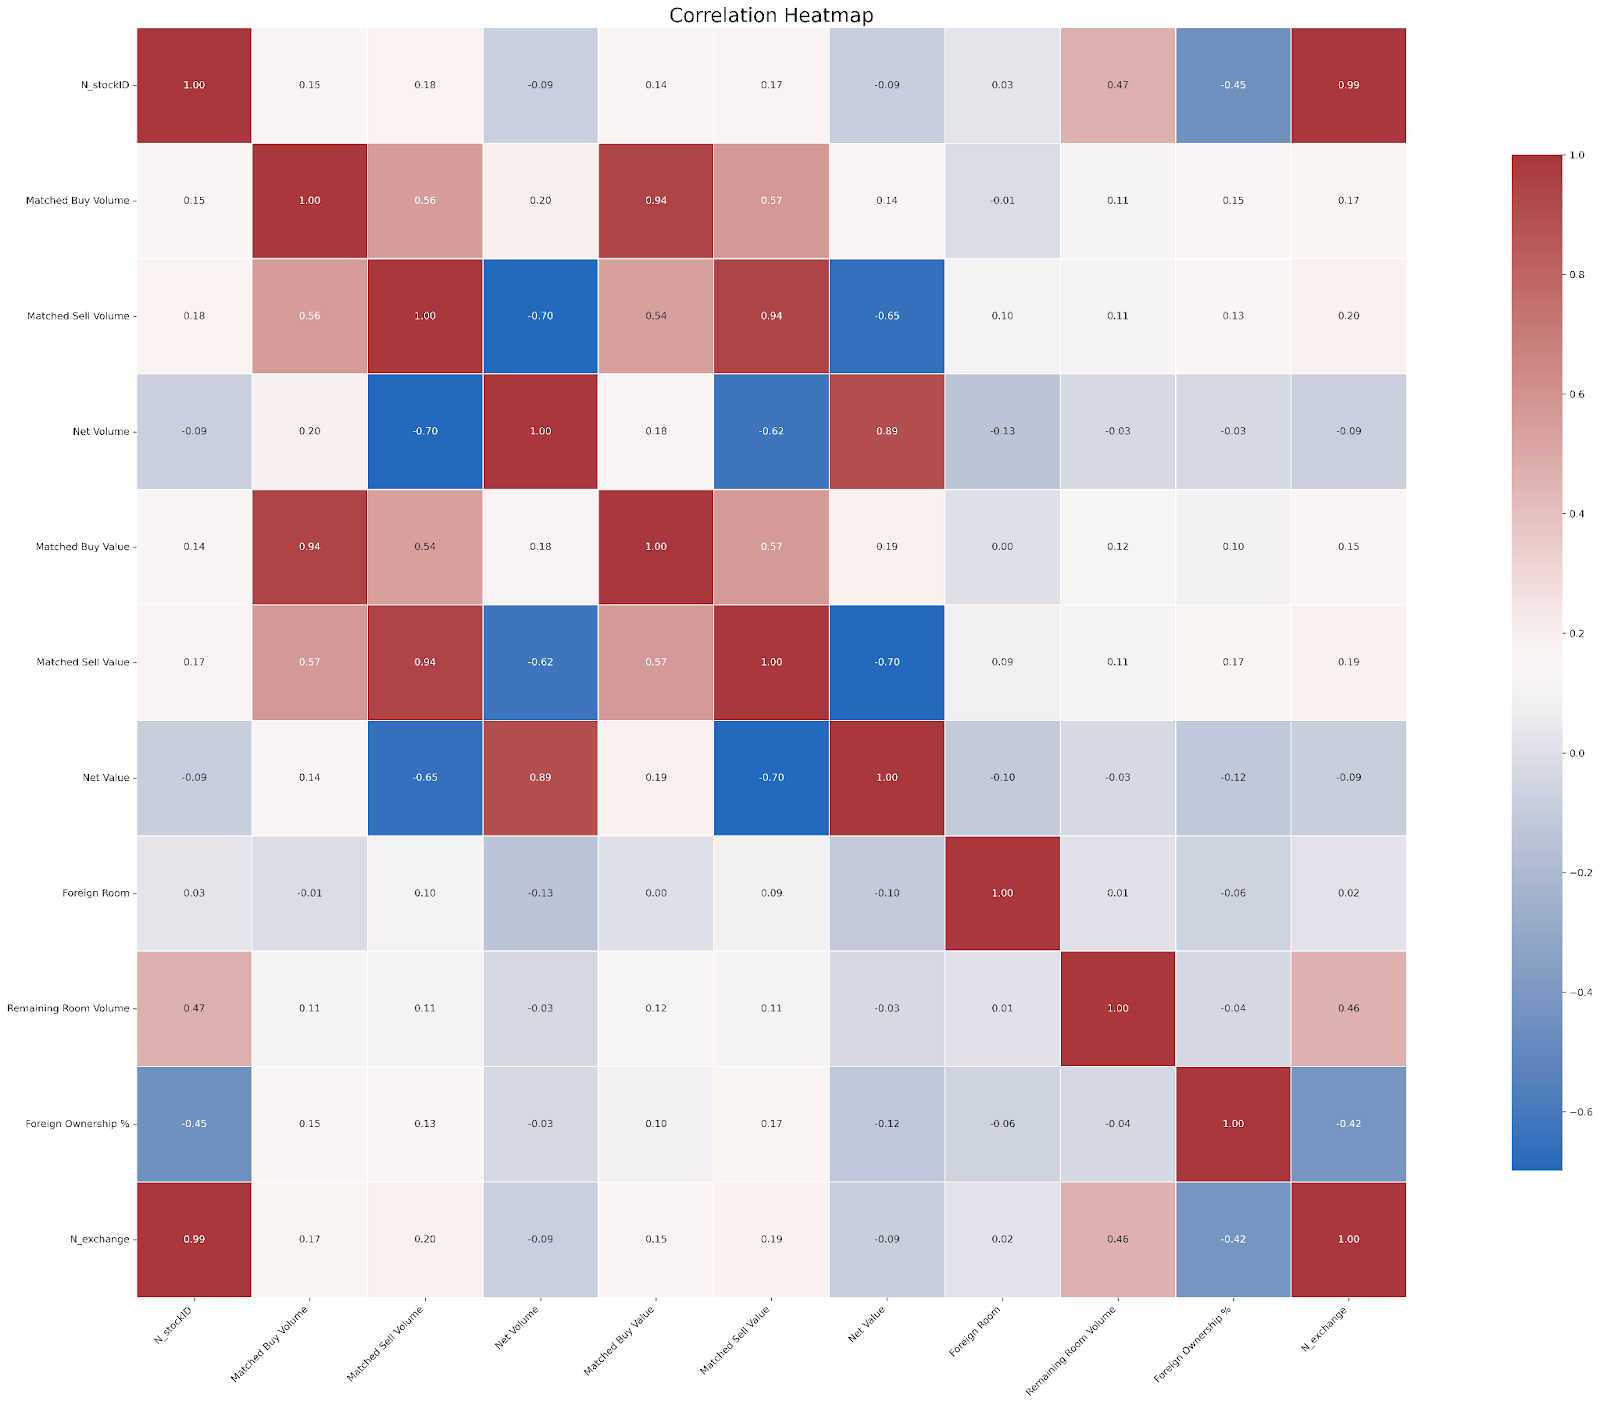 Correlation Heatmap
N_stockID 1.00 0.15 0.18 -0.09 0.14 0.17 -0.09 0.03 0.47 -0.45 0.99
Matched Buy Volume 0.15 1.00 0.56 0.20 0.94 0.57 0.14 -0.01 0.11 0.15 0.17
Matched Sell Volume 0.18 0.56 1.00 -0.70 0.54 0.94 -0.65 0.10 0.11 0.13 0.20
Net Volume -0.09 0.20 -0.70 1.00 0.18 -0.62 0.89 -0.13 -0.03 -0.03 -0.09
Matched Buy Value 0.14 0.94 0.54 0.18 1.00 0.57 0.19 0.00 0.12 0.10 0.15
Matched Sell Value 0.17 0.57 0.94 -0.62 0.57 1.00 -0.70 0.09 0.11 0.17 0.19
Net Value -0.09 0.14 -0.65 0.89 0.19 -0.70 1.00 -0.10 -0.03 -0.12 -0.09
Foreign Room 0.03 -0.01 0.10 -0.13 0.00 0.09 -0.10 1.00 0.01 -0.06 0.02
Remaining Room Volume 0.47 0.11 0.11 -0.03 0.12 0.11 -0.03 0.01 1.00 -0.04 0.46
Foreign Ownership % -0.45 0.15 0.13 -0.03 0.10 0.17 -0.12 -0.06 -0.04 1.00 -0.42
N_exchange 0.99 0.17 0.20 -0.09 0.15 0.19 -0.09 0.02 0.46 -0.42 1.00
N_stockID
Matched Buy Volume
Matched Sell Volume
Net Volume
Matched Buy Value
Matched Sell Value
Net Value
Foreign Room
Remaining Room Volume
Foreign Ownership %
N_exchange
1.0
0.8
0.6
0.4
0.2
0.0
−0.2
−0.4
−0.6